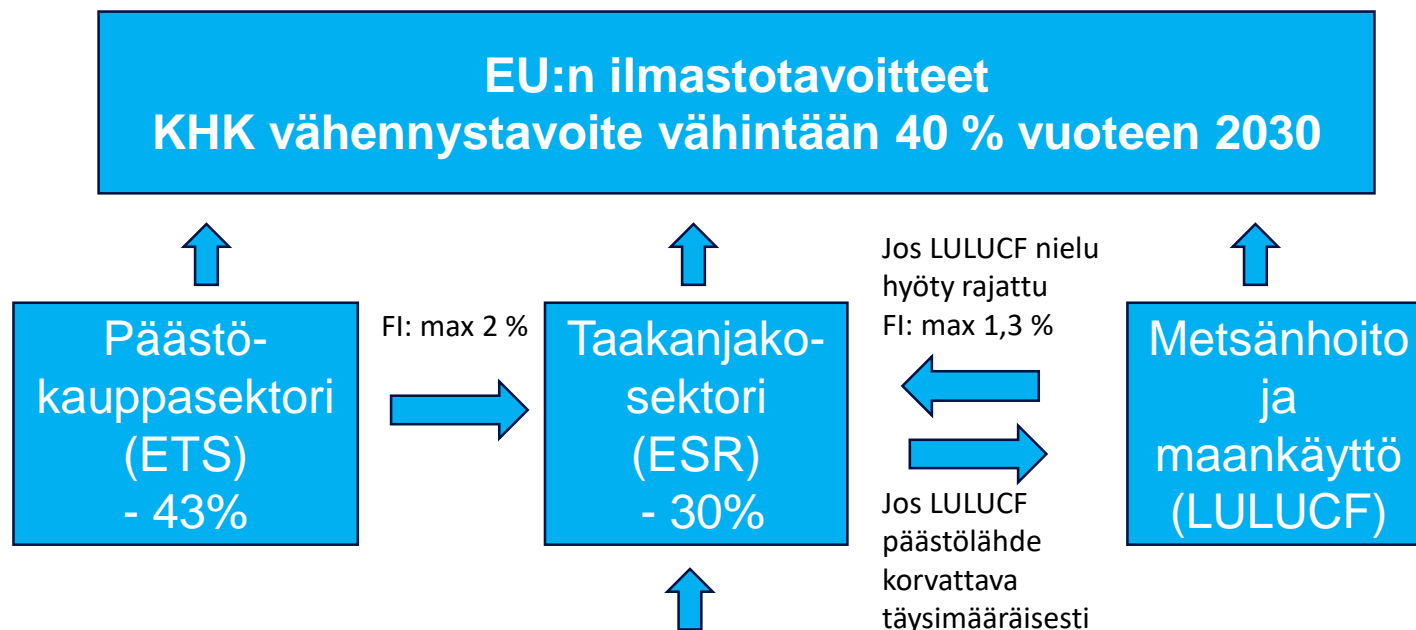 EU:n ilmastotavoitteet
KHK vähennystavoite vähintään 40 % vuoteen 2030
Päästö-
kauppasektori
(ETS)
- 43%
FI: max 2 %
Taakanjako-
sektori
(ESR)
- 30%
Jos LULUCF nielu
hyöty rajattu
FI: max 1,3 %
Jos LULUCF
päästölähde
korvattava
täysimääräisesti
Metsänhoito
ja
maankäyttö
(LULUCF)